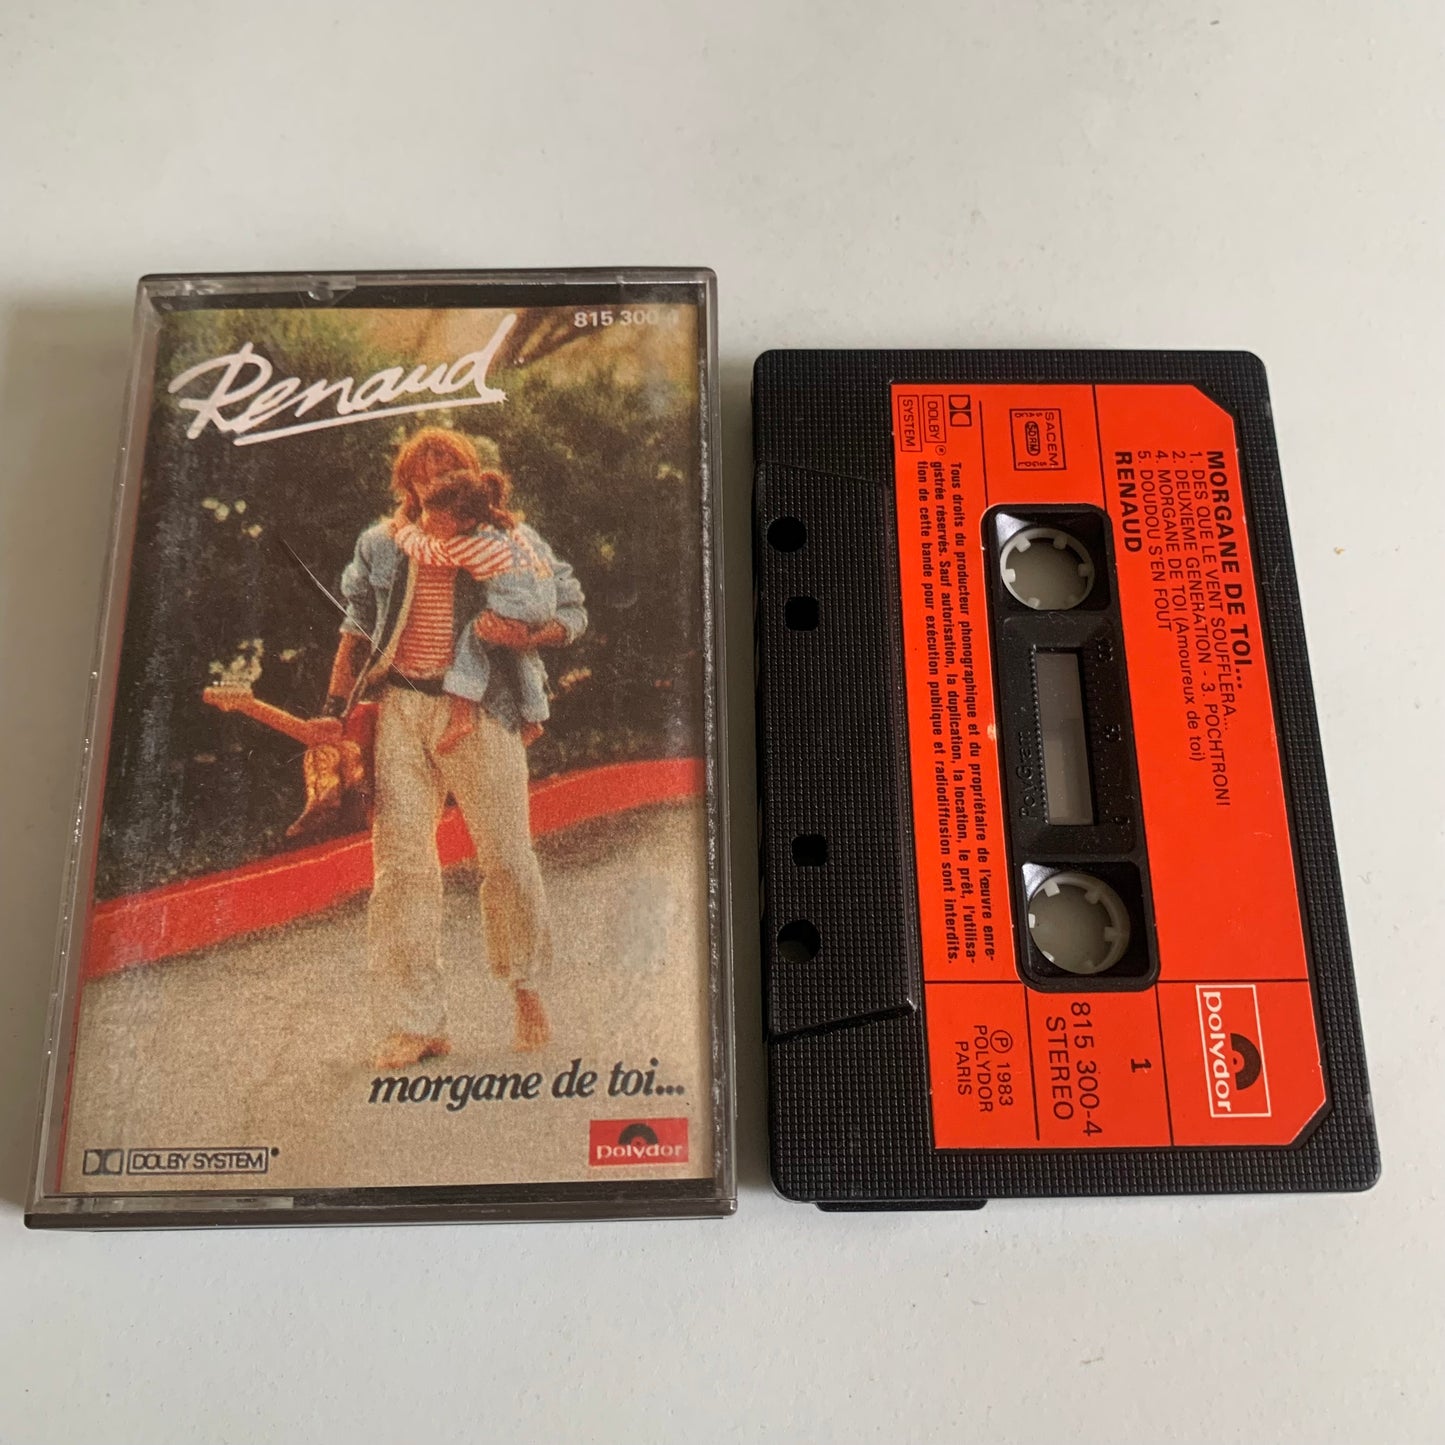 815 300-4
Renaud
morgane de toi...
polydor
DOLBY SYSTEM
MORGANE DE TOI...
1. DES QUE LE VENT SOUFFLERA...
2. DEUXIEME GENERATION - 3. POCHTRON!
4. MORGANE DE TOI (Amoureux de toi)
5. DOUDOU S'EN FOUT
RENAUD
SACEM
SDRM
DOLBY
SYSTEM
Tous droits du producteur phonographique et du propriétaire de l'œuvre enre-
gistrée réservés. Sauf autorisation, la duplication, la location, le prêt, l'utilisa-
tion de cette bande pour exécution publique et radiodiffusion sont interdits.
PolyGram
polydor
1
815 300-4
STEREO
℗ 1983
POLYDOR
PARIS